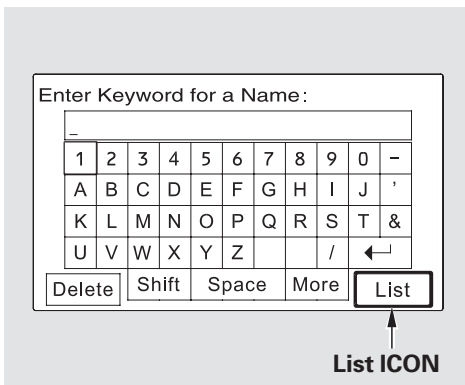 Enter Keyword for a Name:
_
1 2 3 4 5 6 7 8 9 0 -
A B C D E F G H I J '
K L M N O P Q R S T &
U V W X Y Z /
Delete Shift Space More List
List ICON